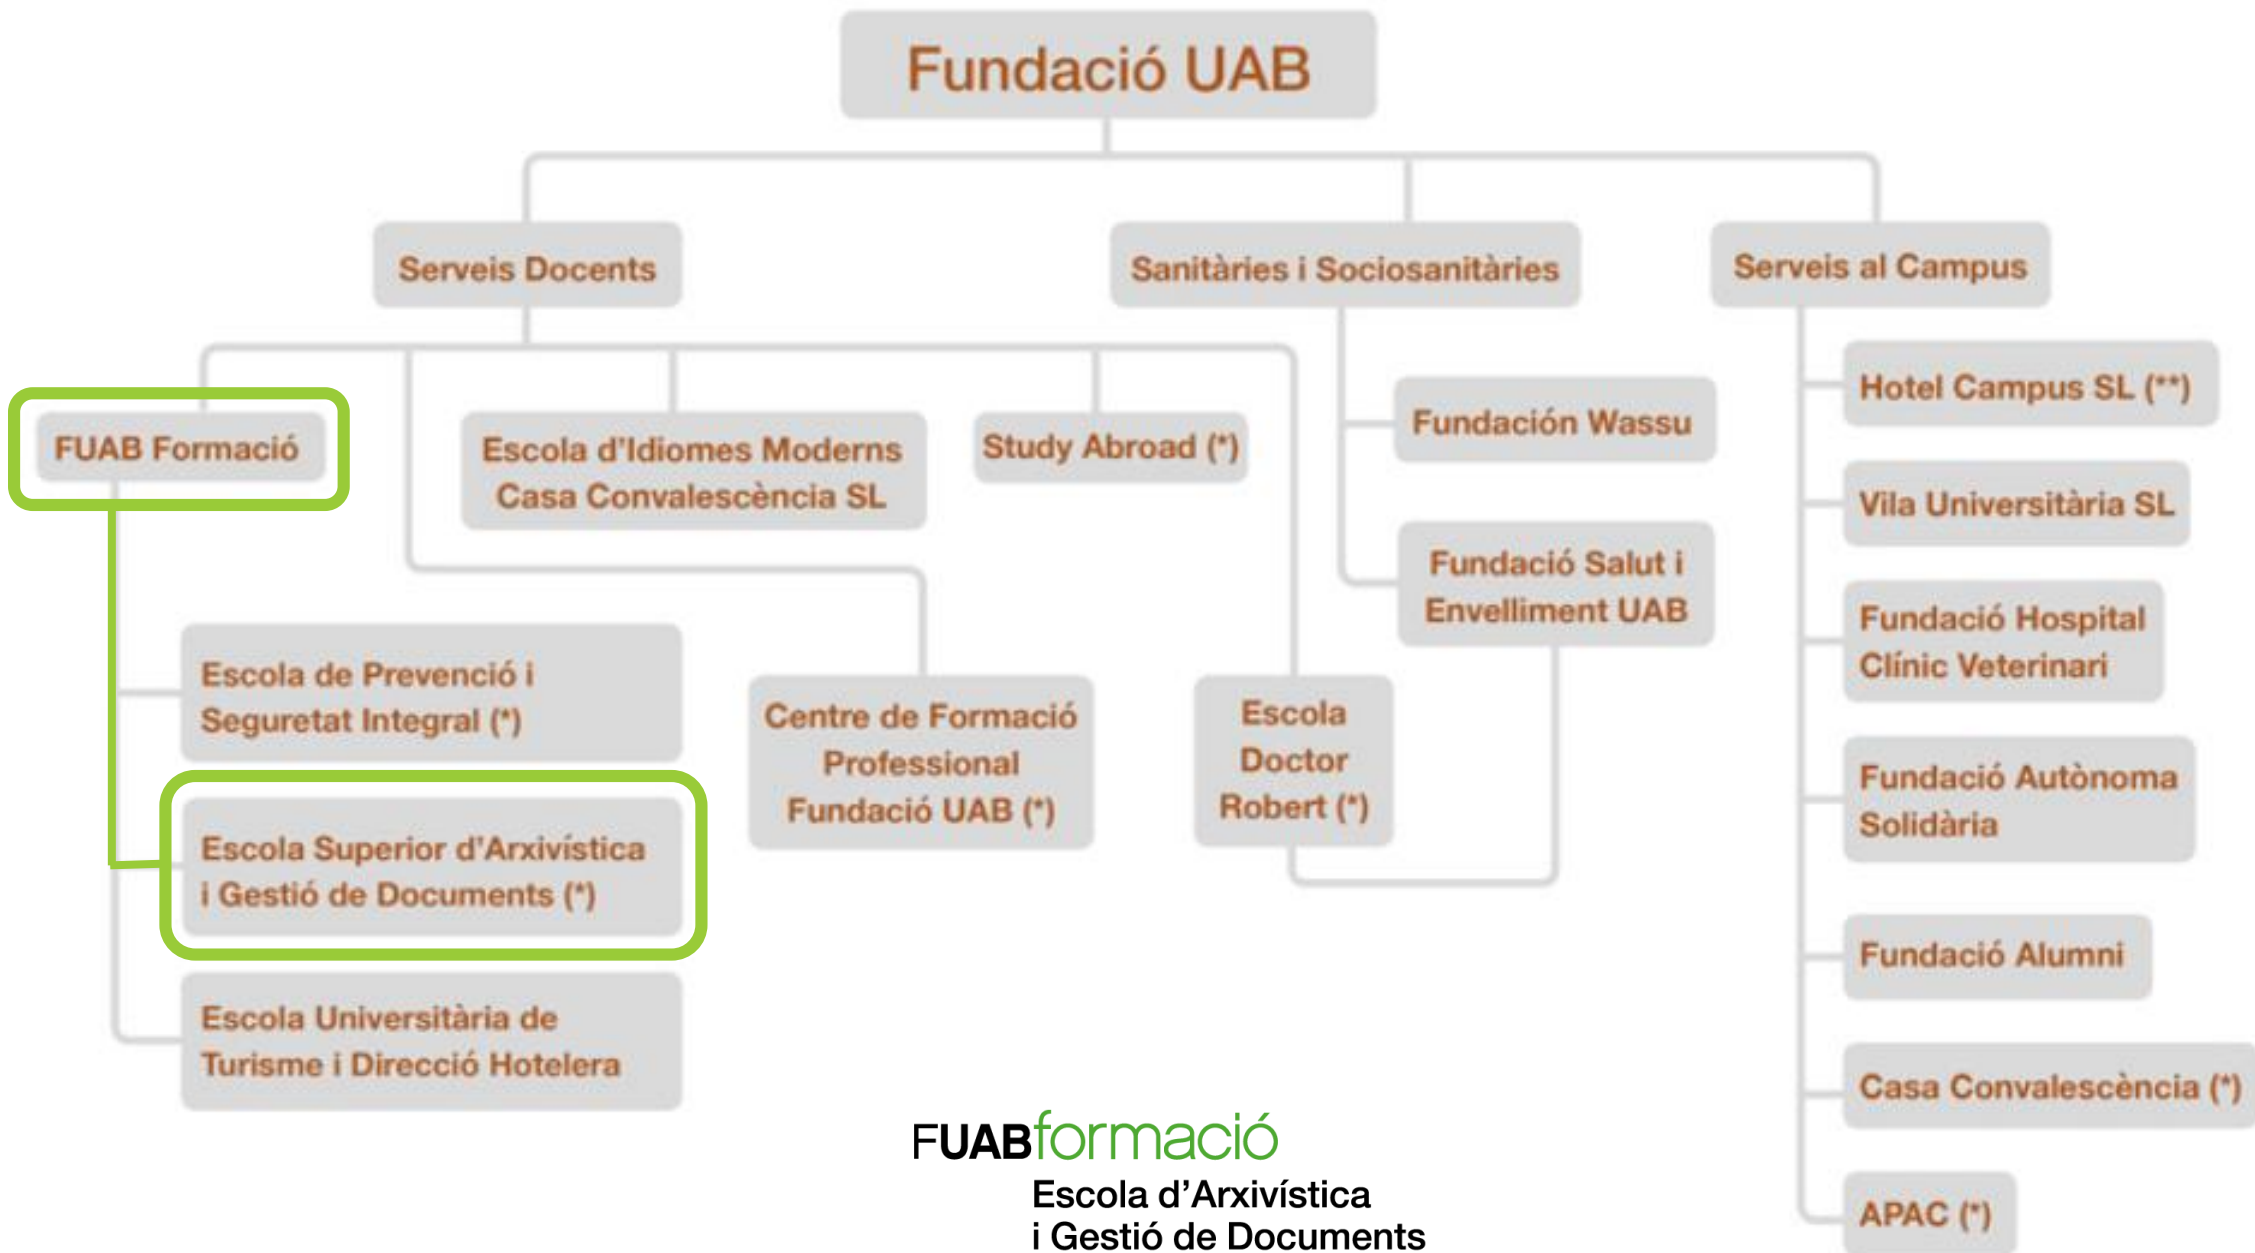 Fundació UAB
Serveis Docents
Sanitàries i Sociosanitàries
Serveis al Campus
FUAB Formació
Escola d'Idiomes Moderns
Casa Convalescència SL
Study Abroad (*)
Fundación Wassu
Hotel Campus SL (**)
Vila Universitària SL
Fundació Salut i
Envelliment UAB
Fundació Hospital
Clínic Veterinari
Escola de Prevenció i
Seguretat Integral (*)
Centre de Formació
Professional
Fundació UAB (*)
Escola
Doctor
Robert (*)
Fundació Autònoma
Solidària
Escola Superior d'Arxivística
i Gestió de Documents (*)
Fundació Alumni
Escola Universitària de
Turisme i Direcció Hotelera
Casa Convalescència (*)
APAC (*)
FUABformació
Escola d'Arxivística
i Gestió de Documents